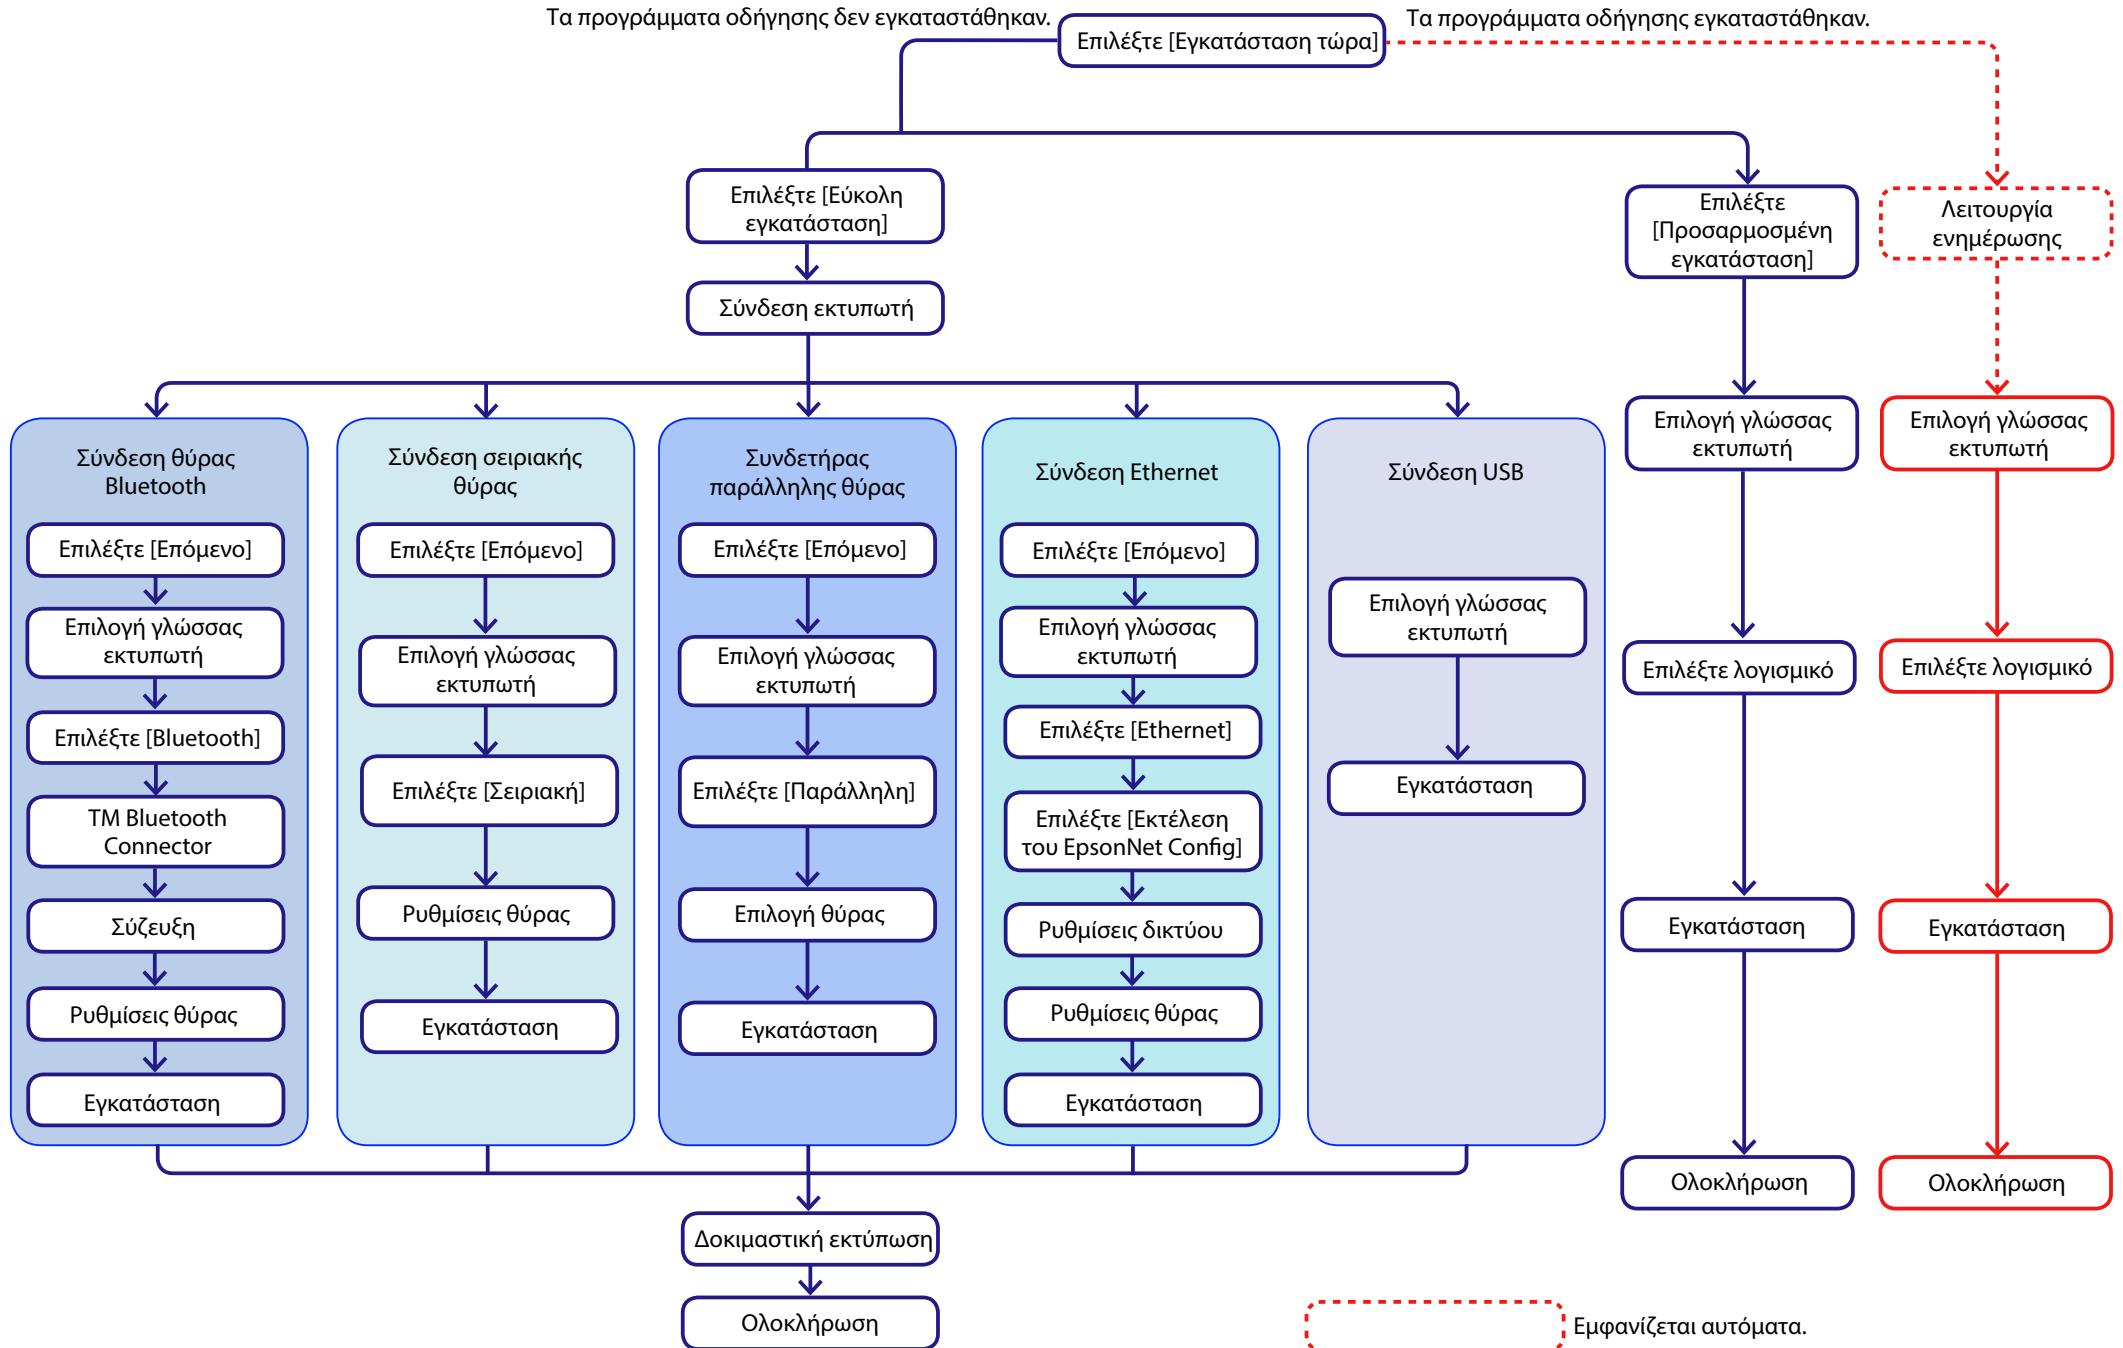 Τα προγράμματα οδήγησης δεν εγκαταστάθηκαν.
Επιλέξτε [Εγκατάσταση τώρα]
Τα προγράμματα οδήγησης εγκαταστάθηκαν.
Επιλέξτε [Εύκολη
εγκατάσταση]
Σύνδεση εκτυπωτή
Επιλέξτε
[Προσαρμοσμένη
εγκατάσταση]
Λειτουργία
ενημέρωσης
Σύνδεση θύρας
Bluetooth
Επιλέξτε [Επόμενο]
Επιλογή γλώσσας
εκτυπωτή
Επιλέξτε [Bluetooth]
TM Bluetooth
Connector
Σύζευξη
Ρυθμίσεις θύρας
Εγκατάσταση
Σύνδεση σειριακής
θύρας
Επιλέξτε [Επόμενο]
Επιλογή γλώσσας
εκτυπωτή
Επιλέξτε [Σειριακή]
Ρυθμίσεις θύρας
Εγκατάσταση
Συνδετήρας
παράλληλης θύρας
Επιλέξτε [Επόμενο]
Επιλογή γλώσσας
εκτυπωτή
Επιλέξτε [Παράλληλη]
Επιλογή θύρας
Εγκατάσταση
Σύνδεση Ethernet
Επιλέξτε [Επόμενο]
Επιλογή γλώσσας
εκτυπωτή
Επιλέξτε [Ethernet]
Επιλέξτε [Εκτέλεση
του EpsonNet Config]
Ρυθμίσεις δικτύου
Ρυθμίσεις θύρας
Εγκατάσταση
Σύνδεση USB
Επιλογή γλώσσας
εκτυπωτή
Εγκατάσταση
Επιλογή γλώσσας
εκτυπωτή
Επιλέξτε λογισμικό
Εγκατάσταση
Ολοκλήρωση
Επιλογή γλώσσας
εκτυπωτή
Επιλέξτε λογισμικό
Εγκατάσταση
Ολοκλήρωση
Δοκιμαστική εκτύπωση
Ολοκλήρωση
Εμφανίζεται αυτόματα.